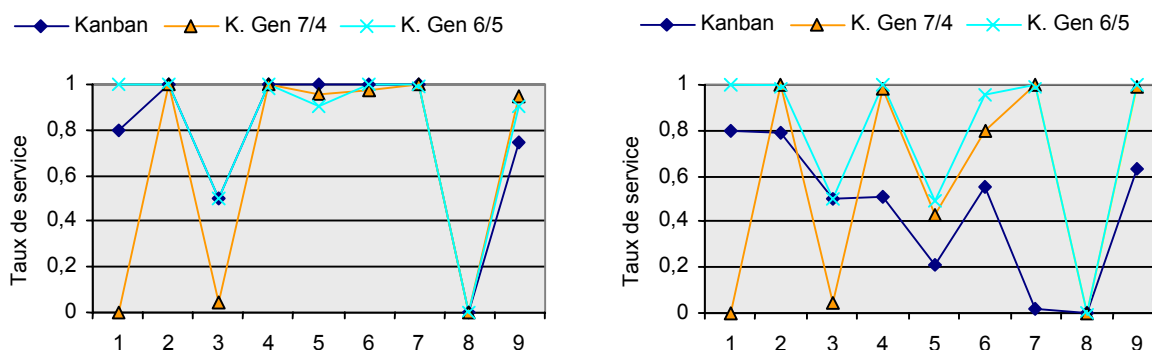 Kanban K. Gen 7/4 K. Gen 6/5
Taux de service
1
0,8
0,6
0,4
0,2
0
1 2 3 4 5 6 7 8 9
Kanban K. Gen 7/4 K. Gen 6/5
Taux de service
1
0,8
0,6
0,4
0,2
0
1 2 3 4 5 6 7 8 9